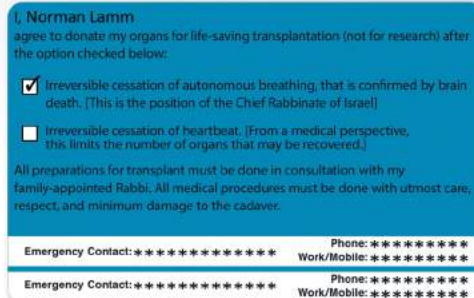 I, Norman Lamm
agree to donate my organs for life-saving transplantation (not for research) after
the option checked below:
Irreversible cessation of autonomous breathing, that is confirmed by brain
death. [This is the position of the Chief Rabbinate of Israel]
Irreversible cessation of heartbeat. [From a medical perspective,
this limits the number of organs that may be recovered.]
All preparations for transplant must be done in consultation with my
family-appointed Rabbi. All medical procedures must be done with utmost care,
respect, and minimum damage to the cadaver.
Emergency Contact:************* Phone:*********
Work/Mobile:*********
Emergency Contact:************* Phone:*********
Work/Mobile:*********